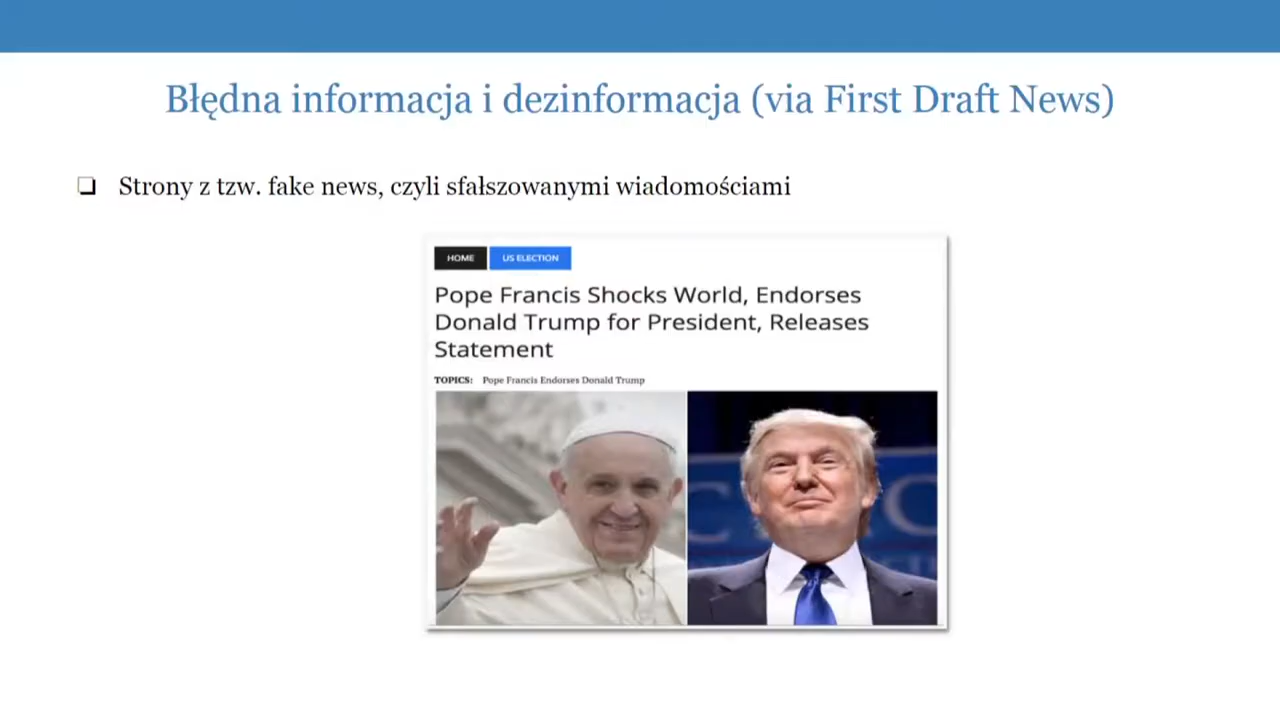 Błędna informacja i dezinformacja (via First Draft News)
❏ Strony z tzw. fake news, czyli sfałszowanymi wiadomościami
HOME US ELECTION
Pope Francis Shocks World, Endorses
Donald Trump for President, Releases
Statement
TOPICS: Pope Francis Endorses Donald Trump